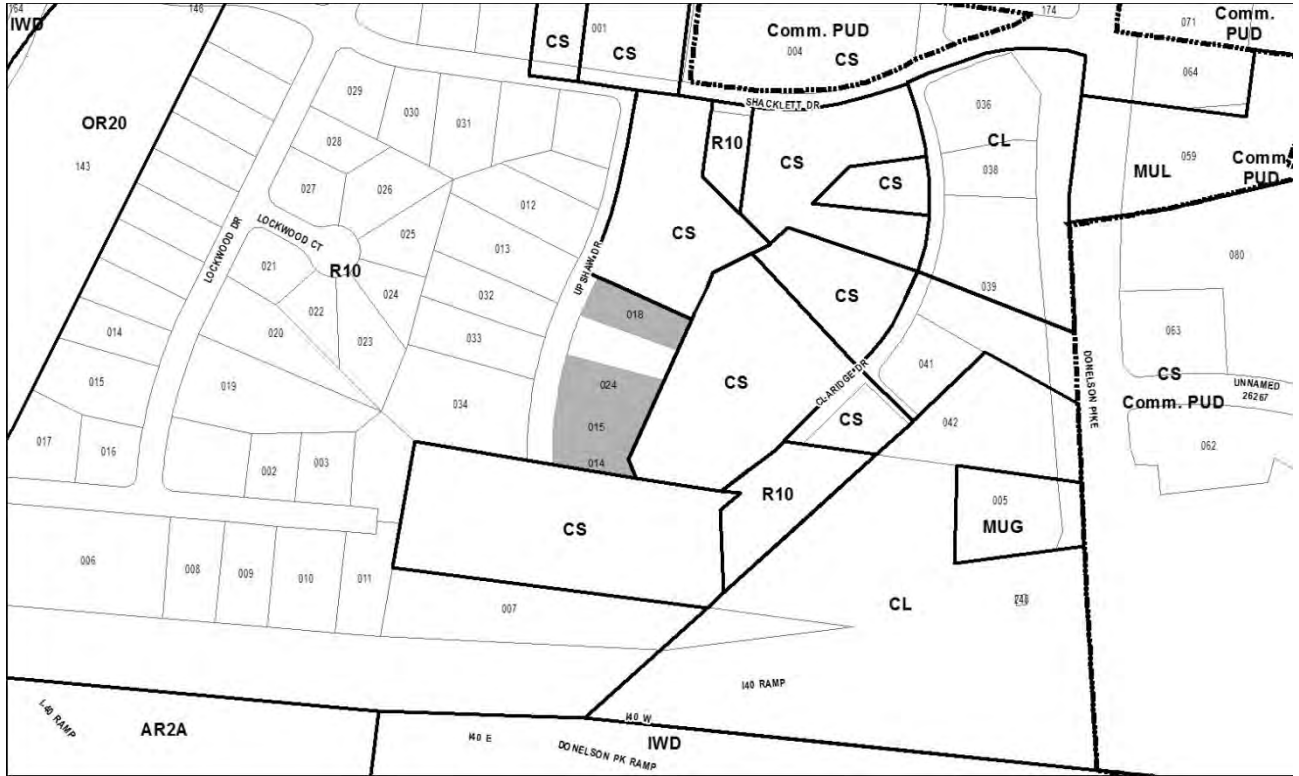 764
IWD
146
CS
001
CS
Comm. PUD
004
CS
174
071
Comm.
PUD
064
029
030
031
SHACKLETT DR
036
OR20
143
028
R10
CS
CL
059
Comm.
PUD
027
026
012
CS
038
MUL
LOCKWOOD DR
LOCKWOOD CT
025
013
UPSHAW DR
CS
080
021
R10
024
032
CS
039
022
018
033
063
014
020
023
DONELSON PIKE
CS
UNNAMED
26267
015
019
034
024
CS
CLARIDGE DR
041
Comm. PUD
017
016
002
003
015
014
CS
042
062
R10
005
MUG
CS
006
008
009
010
011
007
CL
240
I40 RAMP
I-40 RAMP
AR2A
I40 E
I40 W
DONELSON PK RAMP
IWD